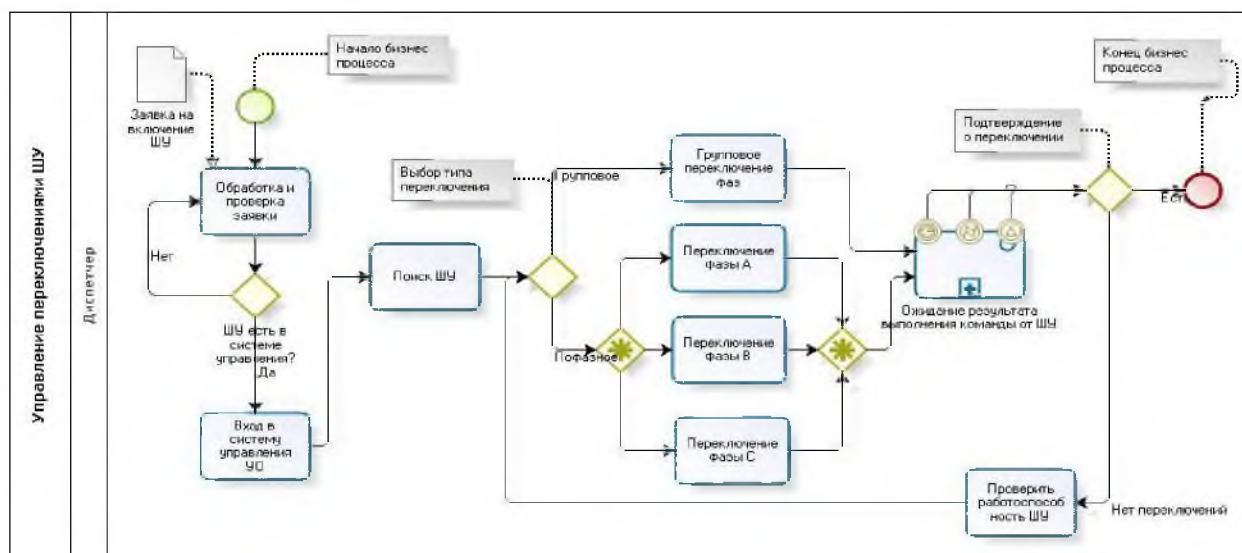 Управление переключениями ШУ
Диспетчер
Заявка на
включение
ШУ
Начало бизнес
процесса
Обработка и
проверка
заявки
Нет
ШУ есть в
системе
управления?
Да
Вход в
систему
управления
УО
Поиск ШУ
Выбор типа
переключения
Групповое
Пофазное
Групповое
переключение
фаз
Переключение
фазы А
Переключение
фазы В
Переключение
фазы С
Ожидание результата
выполнения команды от ШУ
Подтверждение
о переключении
Конец бизнес
процесса
Есть
Нет переключений
Проверить
работоспособ
ность ШУ